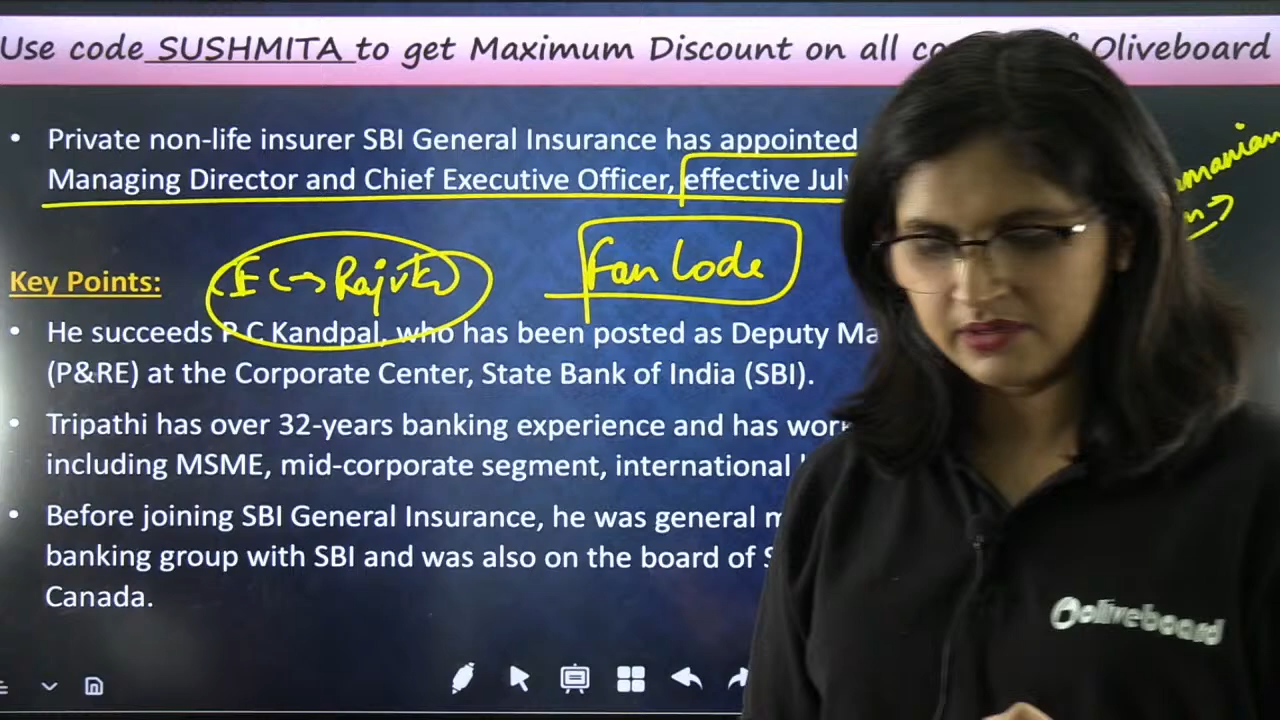 Use code SUSHMITA to get Maximum Discount on all co Oliveboard
• Private non-life insurer SBI General Insurance has appointed
Managing Director and Chief Executive Officer, effective July
amanian
Fan Code
Key Points:
• He succeeds P C Kandpal, who has been posted as Deputy Ma
(P&RE) at the Corporate Center, State Bank of India (SBI).
• Tripathi has over 32-years banking experience and has work
including MSME, mid-corporate segment, international
• Before joining SBI General Insurance, he was general m
banking group with SBI and was also on the board of S
Canada.
oliveboard